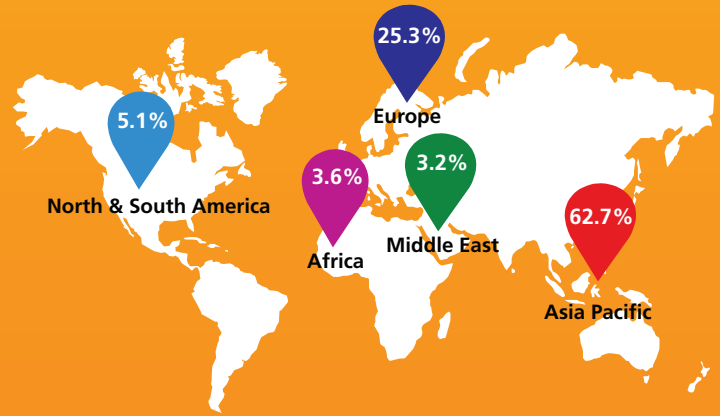 25.3%
Europe
5.1%
North & South America
3.6%
Africa
3.2%
Middle East
62.7%
Asia Pacific